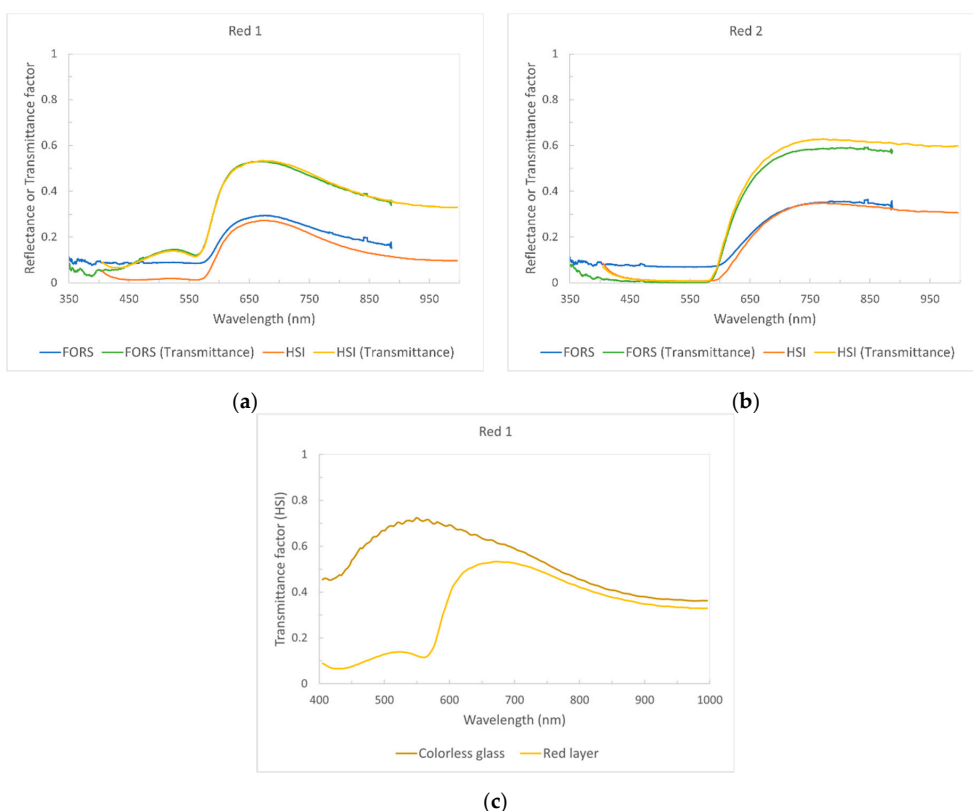 Red 1
1
0.8
0.6
0.4
0.2
0
Reflectance or Transmittance factor
350 450 550 650 750 850 950
Wavelength (nm)
FORS FORS (Transmittance) HSI HSI (Transmittance)
(a)
Red 2
1
0.8
0.6
0.4
0.2
0
Reflectance or Transmittance factor
350 450 550 650 750 850 950
Wavelength (nm)
FORS FORS (Transmittance) HSI HSI (Transmittance)
(b)
Red 1
1
0.8
0.6
0.4
0.2
0
Transmittance factor (HSI)
400 500 600 700 800 900 1000
Wavelength (nm)
Colorless glass Red layer
(c)